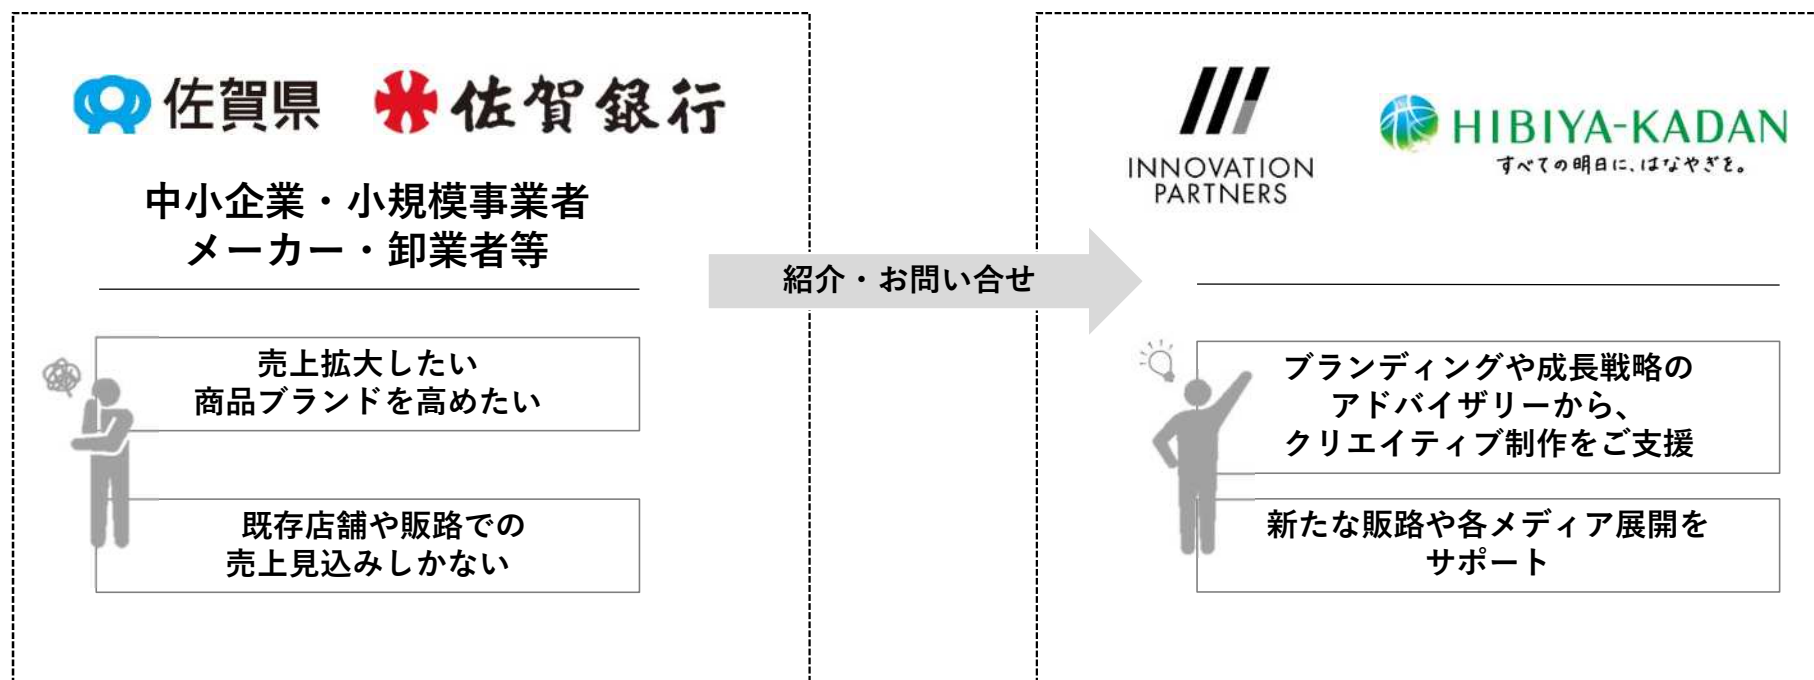 佐賀県
佐賀銀行
中小企業・小規模事業者
メーカー・卸業者等
売上拡大したい
商品ブランドを高めたい
既存店舗や販路での
売上見込みしかない
紹介・お問い合せ
INNOVATION
PARTNERS
HIBIYA-KADAN
すべての明日に、はなやぎを。
ブランディングや成長戦略の
アドバイザリーから、
クリエイティブ制作をご支援
新たな販路や各メディア展開を
サポート